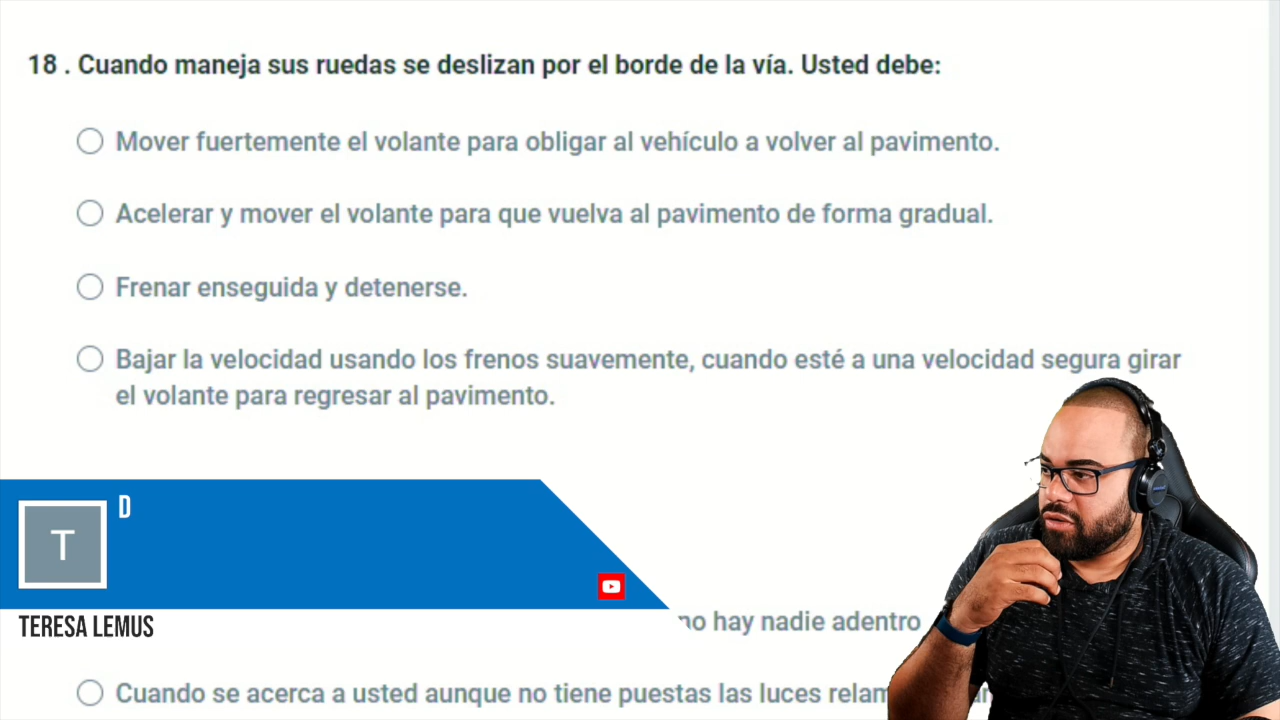 18 . Cuando maneja sus ruedas se deslizan por el borde de la vía. Usted debe:
Mover fuertemente el volante para obligar al vehículo a volver al pavimento.
Acelerar y mover el volante para que vuelva al pavimento de forma gradual.
Frenar enseguida y detenerse.
Bajar la velocidad usando los frenos suavemente, cuando esté a una velocidad segura girar
el volante para regresar al pavimento.
D
T
TERESA LEMUS
no hay nadie adentro
Cuando se acerca a usted aunque no tiene puestas las luces